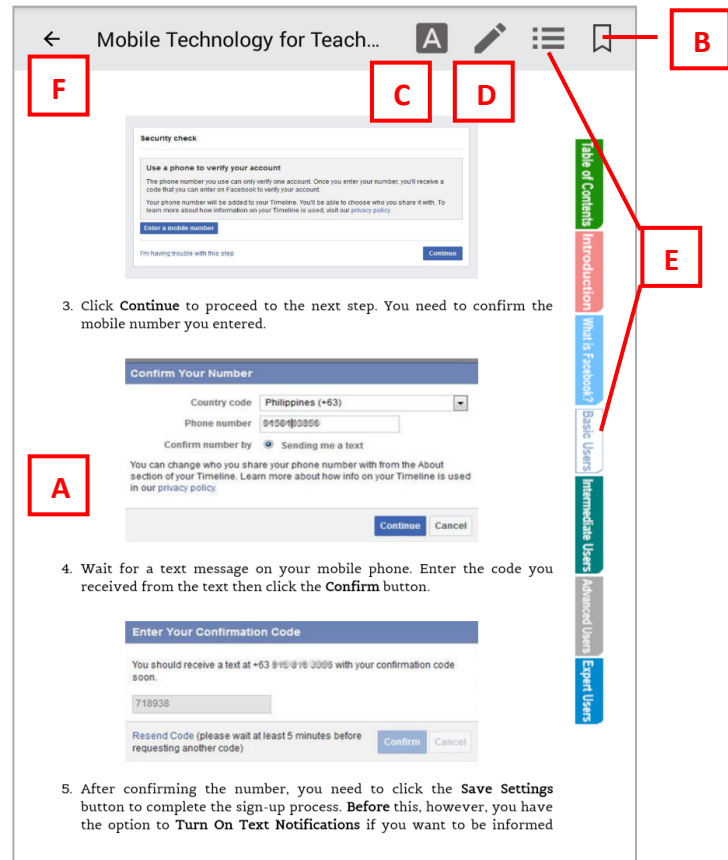 Mobile Technology for Teach...
A
B
F
C
D
Security check
Use a phone to verify your account
The phone number you use can only verify one account. Once you enter your number, you'll receive a
code that you can enter on Facebook to verify your account.
Your phone number will be added to your Timeline. You'll be able to choose who you share it with. To
learn more about how information on your Timeline is used, visit our privacy policy.
Enter a mobile number
I'm having trouble with this step
Continue
Table of Contents
Introduction
What is Facebook?
Basic Users
Intermediate Users
Advanced Users
Expert Users
E
3. Click Continue to proceed to the next step. You need to confirm the
mobile number you entered.
Confirm Your Number
Country code Philippines (+63)
Phone number
Confirm number by Sending me a text
You can change who you share your phone number with from the About
section of your Timeline. Learn more about how info on your Timeline is used
in our privacy policy.
Continue Cancel
A
4. Wait for a text message on your mobile phone. Enter the code you
received from the text then click the Confirm button.
Enter Your Confirmation Code
You should receive a text at +63 with your confirmation code
soon.
718938
Resend Code (please wait at least 5 minutes before
requesting another code)
Confirm Cancel
5. After confirming the number, you need to click the Save Settings
button to complete the sign-up process. Before this, however, you have
the option to Turn On Text Notifications if you want to be informed